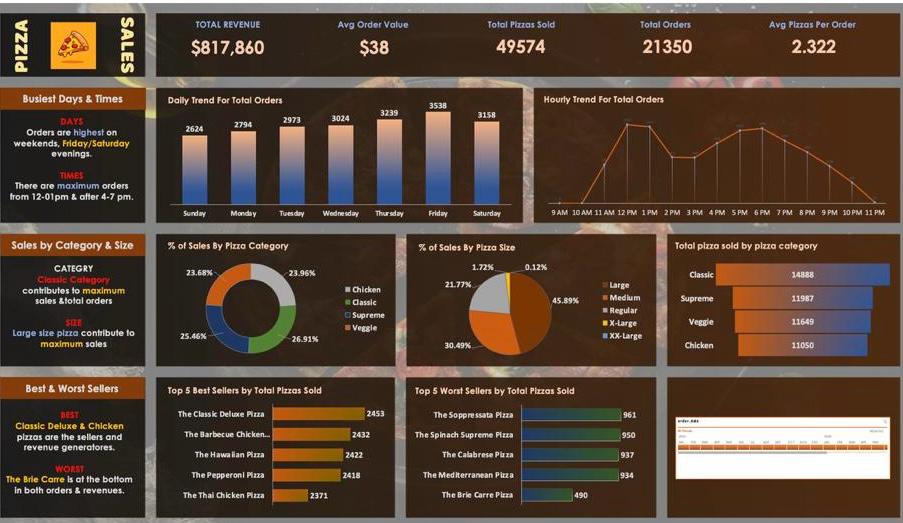 PIZZA
SALES
TOTAL REVENUE
$817,860
Avg Order Value
$38
Total Pizzas Sold
49574
Total Orders
21350
Avg Pizzas Per Order
2.322
Busiest Days & Times
DAYS
Orders are highest on
weekends, Friday/Saturday
evenings.
TIMES
There are maximum orders
from 12-01pm & after 4-7 pm.
Daily Trend For Total Orders
2624
2794
2973
3024
3239
3538
3158
Sunday Monday Tuesday Wednesday Thursday Friday Saturday
Hourly Trend For Total Orders
9 AM 10 AM 11 AM 12 PM 1 PM 2 PM 3 PM 4 PM 5 PM 6 PM 7 PM 8 PM 9 PM 10 PM 11 PM
Sales by Category & Size
CATEGRY
Classic Category
contributes to maximum
sales &total orders
SIZE
Large size pizza contribute to
maximum sales
% of Sales By Pizza Category
23.68%
23.96%
25.46%
26.91%
Chicken
Classic
Supreme
Veggie
% of Sales By Pizza Size
1.72%
0.12%
21.77%
45.89%
30.49%
Large
Medium
Regular
X-Large
XX-Large
Total pizza sold by pizza category
Classic 14888
Supreme 11987
Veggie 11649
Chicken 11050
Best & Worst Sellers
BEST
Classic Deluxe & Chicken
pizzas are the sellers and
revenue generatores.
WORST
The Brie Carre is at the bottom
in both orders & revenues.
Top 5 Best Sellers by Total Pizzas Sold
The Classic Deluxe Pizza 2453
The Barbecue Chicken... 2432
The Hawaiian Pizza 2422
The Pepperoni Pizza 2418
The Thai Chicken Pizza 2371
Top 5 Worst Sellers by Total Pizzas Sold
The Soppressata Pizza 961
The Spinach Supreme Pizza 950
The Calabrese Pizza 937
The Mediterranean Pizza 934
The Brie Carre Pizza 490
order_date